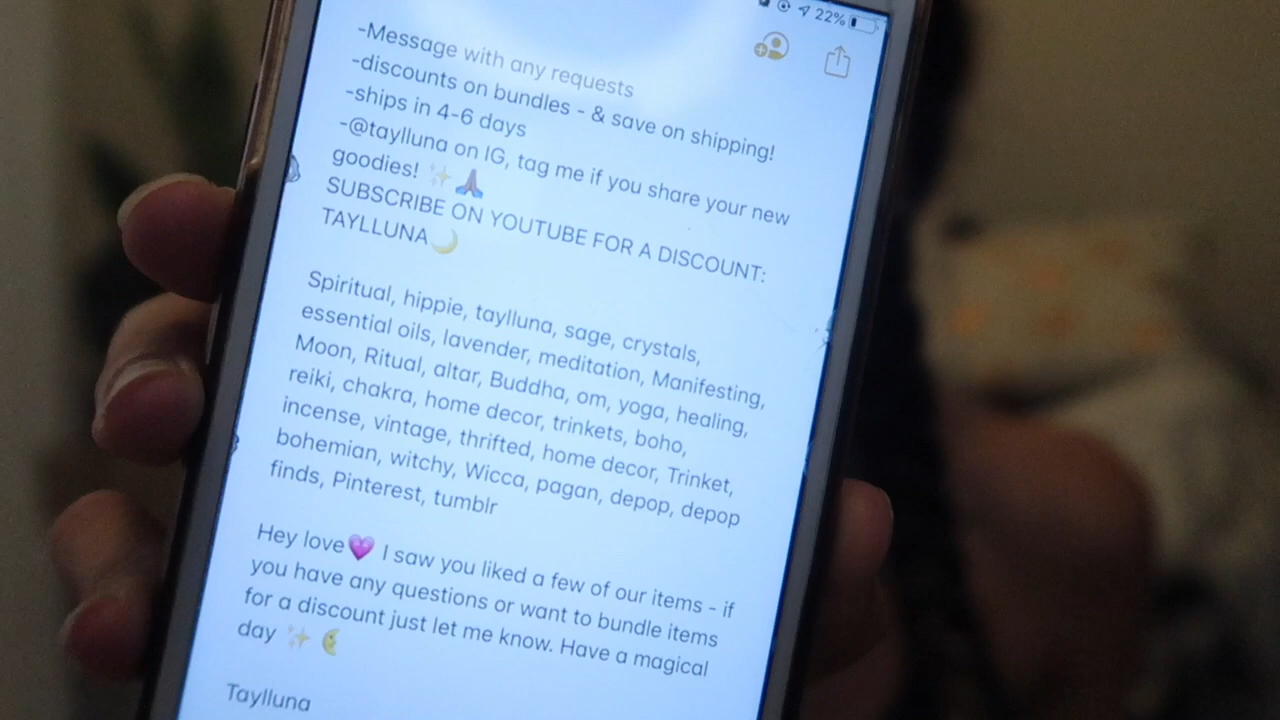 22%
-Message with any requests
-discounts on bundles - & save on shipping!
-ships in 4-6 days
-@taylluna on IG, tag me if you share your new
goodies! ✨🙏🏽
SUBSCRIBE ON YOUTUBE FOR A DISCOUNT:
TAYLLUNA🌙
Spiritual, hippie, taylluna, sage, crystals,
essential oils, lavender, meditation, Manifesting,
Moon, Ritual, altar, Buddha, om, yoga, healing,
reiki, chakra, home decor, trinkets, boho,
incense, vintage, thrifted, home decor, Trinket,
bohemian, witchy, Wicca, pagan, depop, depop
finds, Pinterest, tumblr
Hey love💗 I saw you liked a few of our items - if
you have any questions or want to bundle items
for a discount just let me know. Have a magical
day ✨🌜
Taylluna